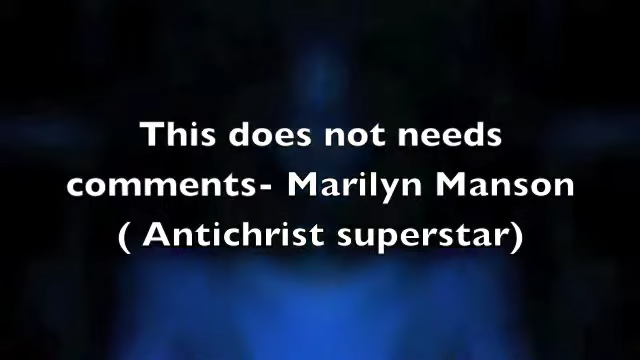 This does not needs
comments- Marilyn Manson
( Antichrist superstar)